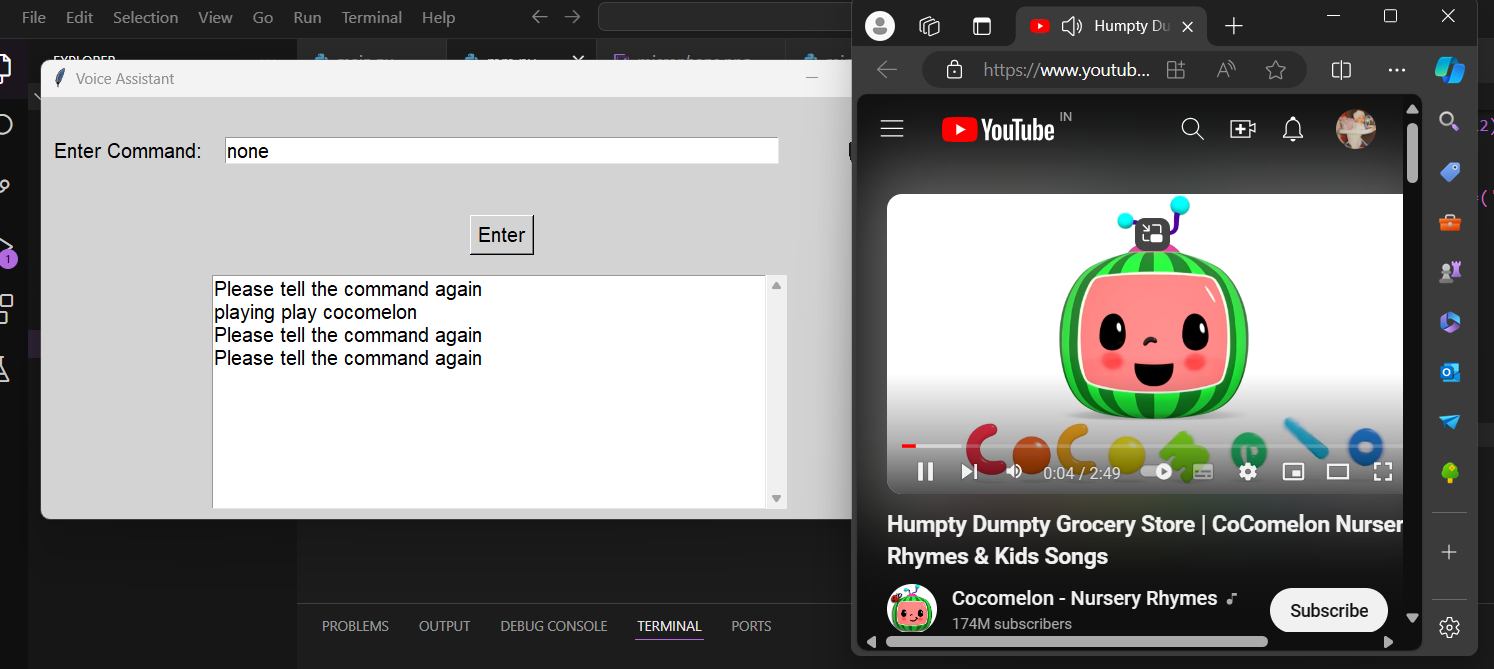 File Edit Selection View Go Run Terminal Help
EXPLORER
Voice Assistant
Enter Command: none
Enter
Please tell the command again
playing play cocomelon
Please tell the command again
Please tell the command again
PROBLEMS OUTPUT DEBUG CONSOLE TERMINAL PORTS
1
Humpty Du
https://www.youtub...
YouTube IN
CoComelo
0:04 / 2:49
Humpty Dumpty Grocery Store | CoComelon Nurser
Rhymes & Kids Songs
Cocomelon - Nursery Rhymes
174M subscribers
Subscribe
2)
=(